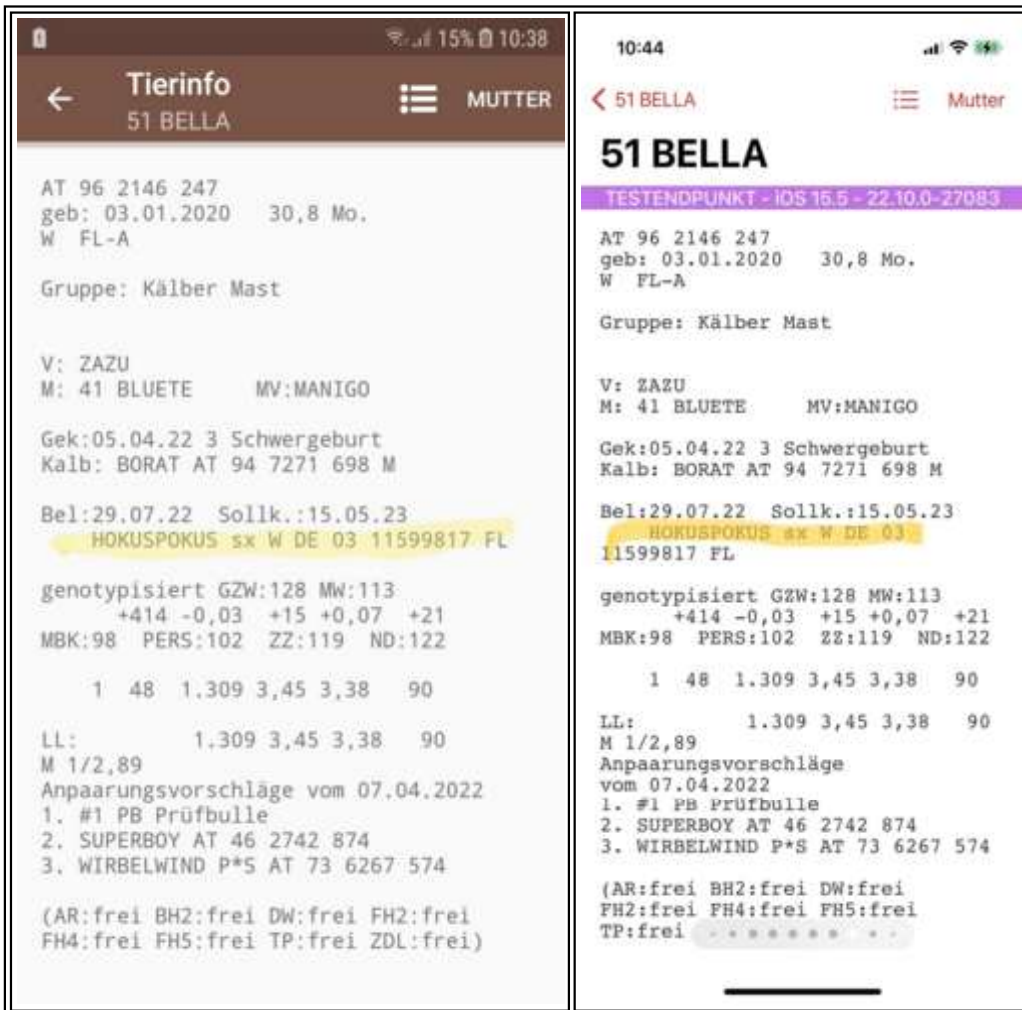 15% 10:38
Tierinfo
51 BELLA
MUTTER
AT 96 2146 247
geb: 03.01.2020 30,8 Mo.
W FL-A
Gruppe: Kälber Mast
V: ZAZU
M: 41 BLUETE MV:MANIGO
Gek:05.04.22 3 Schwergeburt
Kalb: BORAT AT 94 7271 698 M
Bel:29.07.22 Sollk.:15.05.23
HOKUSPOKUS sx W DE 03 11599817 FL
genotypisiert GZW:128 MW:113
+414 -0,03 +15 +0,07 +21
MBK:98 PERS:102 ZZ:119 ND:122
1 48 1.309 3,45 3,38 90
LL: 1.309 3,45 3,38 90
M 1/2,89
Anpaarungsvorschläge vom 07.04.2022
1. #1 PB Prüfbulle
2. SUPERBOY AT 46 2742 874
3. WIRBELWIND P*S AT 73 6267 574
(AR:frei BH2:frei DW:frei FH2:frei
FH4:frei FH5:frei TP:frei ZDL:frei)
10:44
51 BELLA
Mutter
51 BELLA
TESTENDPUNKT - iOS 15.5 - 22.10.0-27083
AT 96 2146 247
geb: 03.01.2020 30,8 Mo.
W FL-A
Gruppe: Kälber Mast
V: ZAZU
M: 41 BLUETE MV:MANIGO
Gek:05.04.22 3 Schwergeburt
Kalb: BORAT AT 94 7271 698 M
Bel:29.07.22 Sollk.:15.05.23
HOKUSPOKUS sx W DE 03
11599817 FL
genotypisiert GZW:128 MW:113
+414 -0,03 +15 +0,07 +21
MBK:98 PERS:102 ZZ:119 ND:122
1 48 1.309 3,45 3,38 90
LL: 1.309 3,45 3,38 90
M 1/2,89
Anpaarungsvorschläge
vom 07.04.2022
1. #1 PB Prüfbulle
2. SUPERBOY AT 46 2742 874
3. WIRBELWIND P*S AT 73 6267 574
(AR:frei BH2:frei DW:frei
FH2:frei FH4:frei FH5:frei
TP:frei